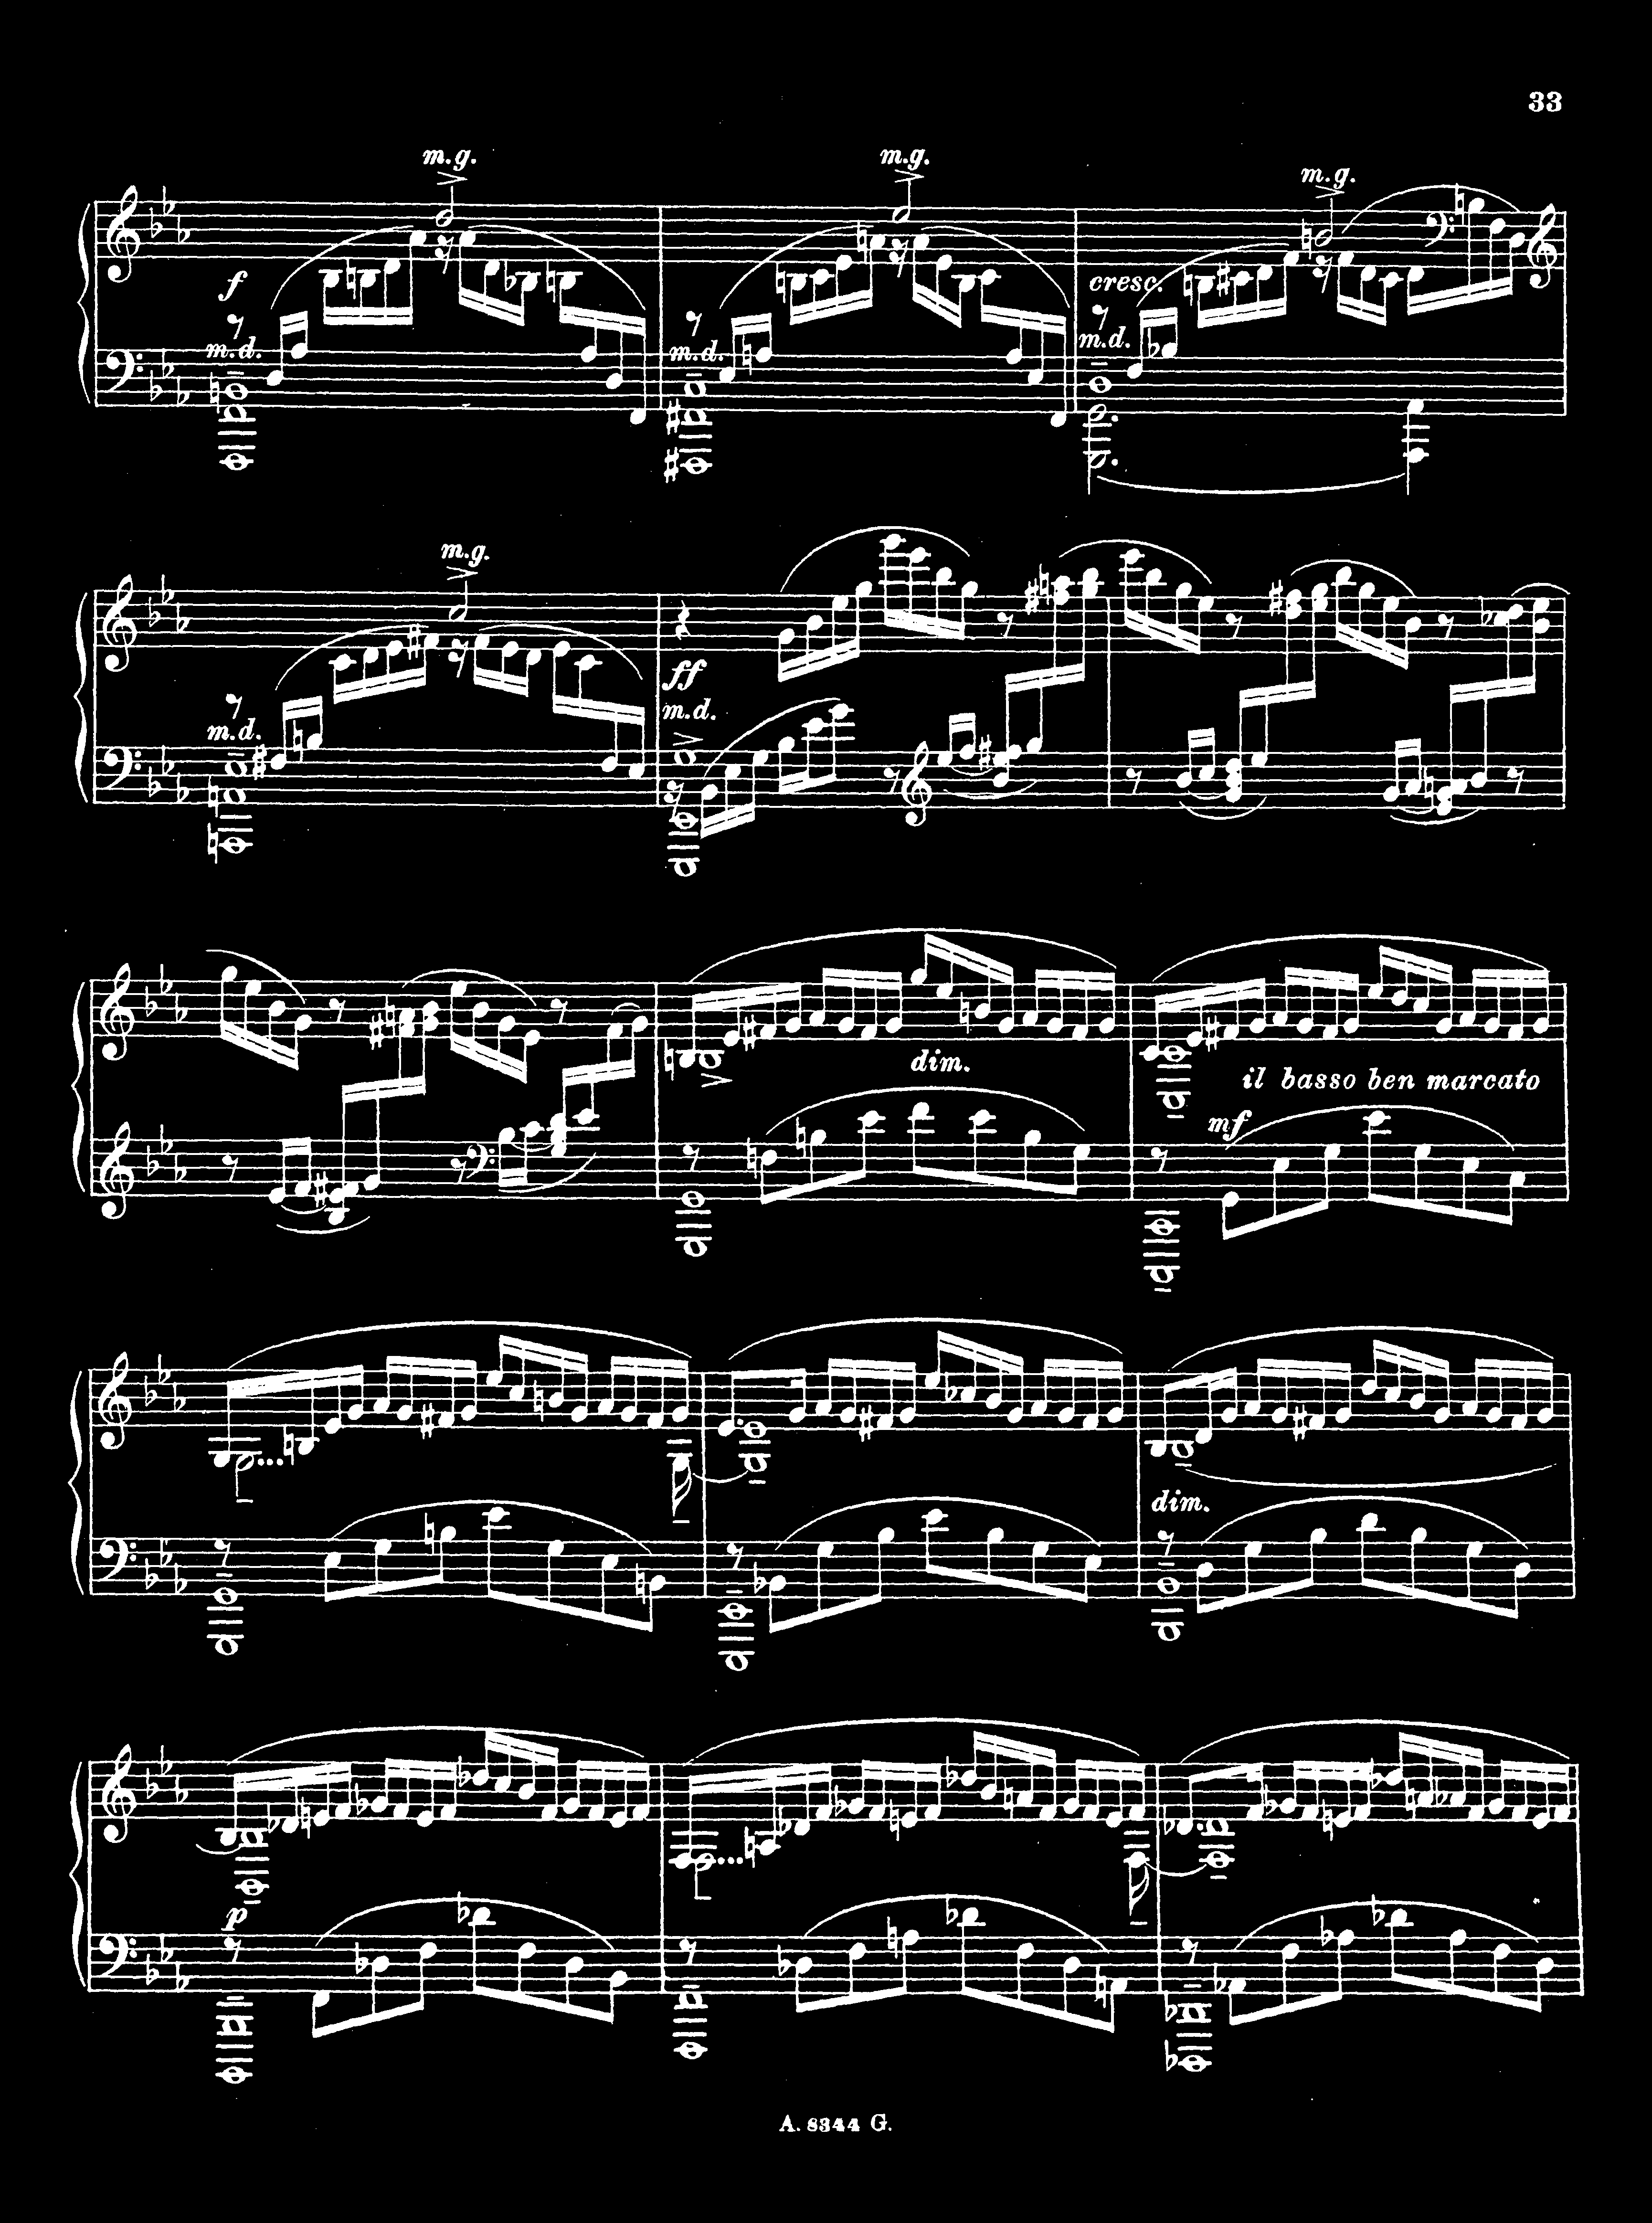 33
m.g. m.g. m.g.
f cresc.
m.d. m.d. m.d.
m.g.
ff
m.d. m.d.
dim.
il basso ben marcato
mf
dim.
p
A. 8344 G.